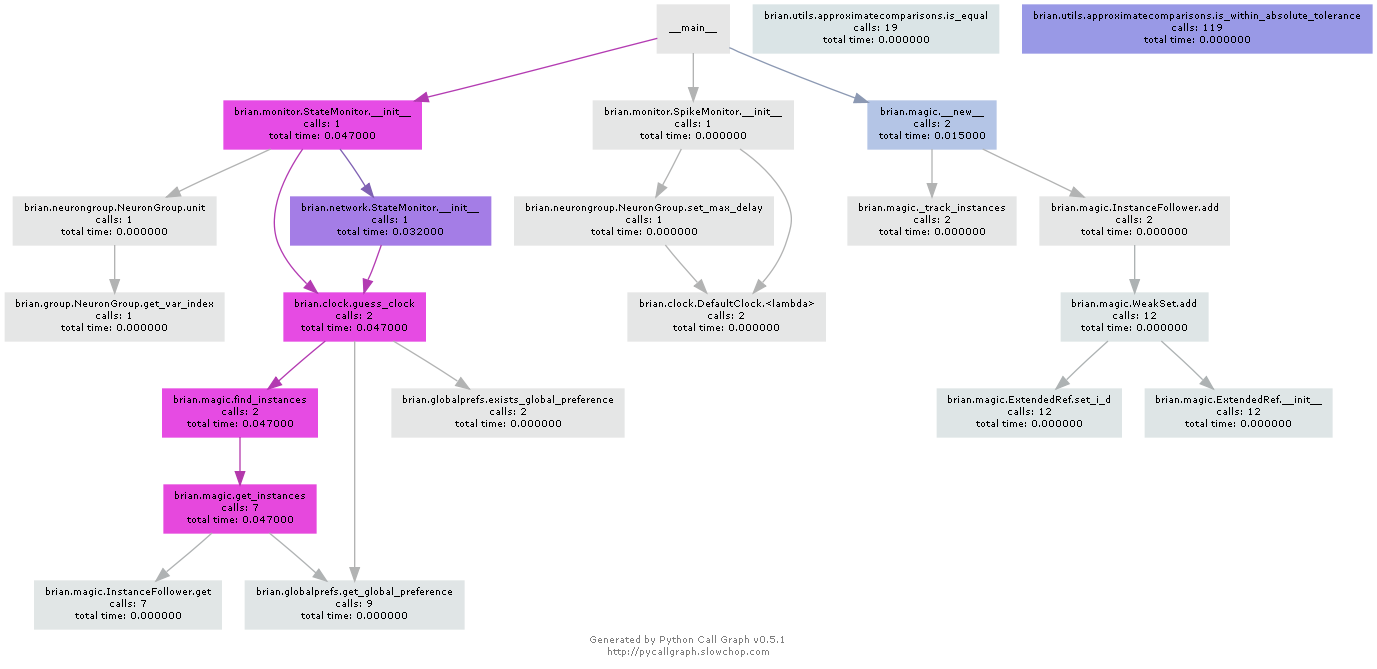 __main__
brian.utils.approximatecomparisons.is_equal
calls: 19
total time: 0.000000
brian.utils.approximatecomparisons.is_within_absolute_tolerance
calls: 119
total time: 0.000000
brian.monitor.StateMonitor.__init__
calls: 1
total time: 0.047000
brian.monitor.SpikeMonitor.__init__
calls: 1
total time: 0.000000
brian.magic.__new__
calls: 2
total time: 0.015000
brian.neurongroup.NeuronGroup.unit
calls: 1
total time: 0.000000
brian.network.StateMonitor.__init__
calls: 1
total time: 0.032000
brian.neurongroup.NeuronGroup.set_max_delay
calls: 1
total time: 0.000000
brian.magic._track_instances
calls: 2
total time: 0.000000
brian.magic.InstanceFollower.add
calls: 2
total time: 0.000000
brian.group.NeuronGroup.get_var_index
calls: 1
total time: 0.000000
brian.clock.guess_clock
calls: 2
total time: 0.047000
brian.clock.DefaultClock.<lambda>
calls: 2
total time: 0.000000
brian.magic.WeakSet.add
calls: 12
total time: 0.000000
brian.magic.find_instances
calls: 2
total time: 0.047000
brian.globalprefs.exists_global_preference
calls: 2
total time: 0.000000
brian.magic.ExtendedRef.set_i_d
calls: 12
total time: 0.000000
brian.magic.ExtendedRef.__init__
calls: 12
total time: 0.000000
brian.magic.get_instances
calls: 7
total time: 0.047000
brian.magic.InstanceFollower.get
calls: 7
total time: 0.000000
brian.globalprefs.get_global_preference
calls: 9
total time: 0.000000
Generated by Python Call Graph v0.5.1
http://pycallgraph.slowchop.com